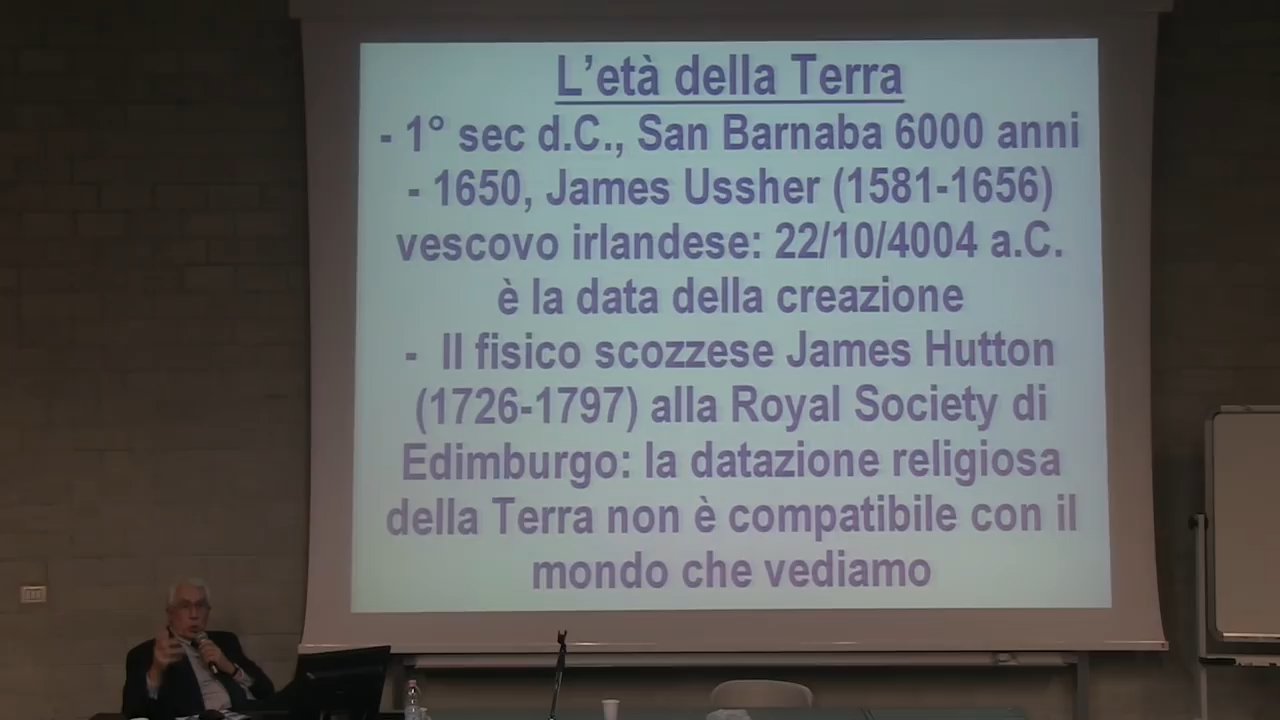 L'età della Terra
- 1° sec d.C., San Barnaba 6000 anni
- 1650, James Ussher (1581-1656)
vescovo irlandese: 22/10/4004 a.C.
è la data della creazione
- Il fisico scozzese James Hutton
(1726-1797) alla Royal Society di
Edimburgo: la datazione religiosa
della Terra non è compatibile con il
mondo che vediamo